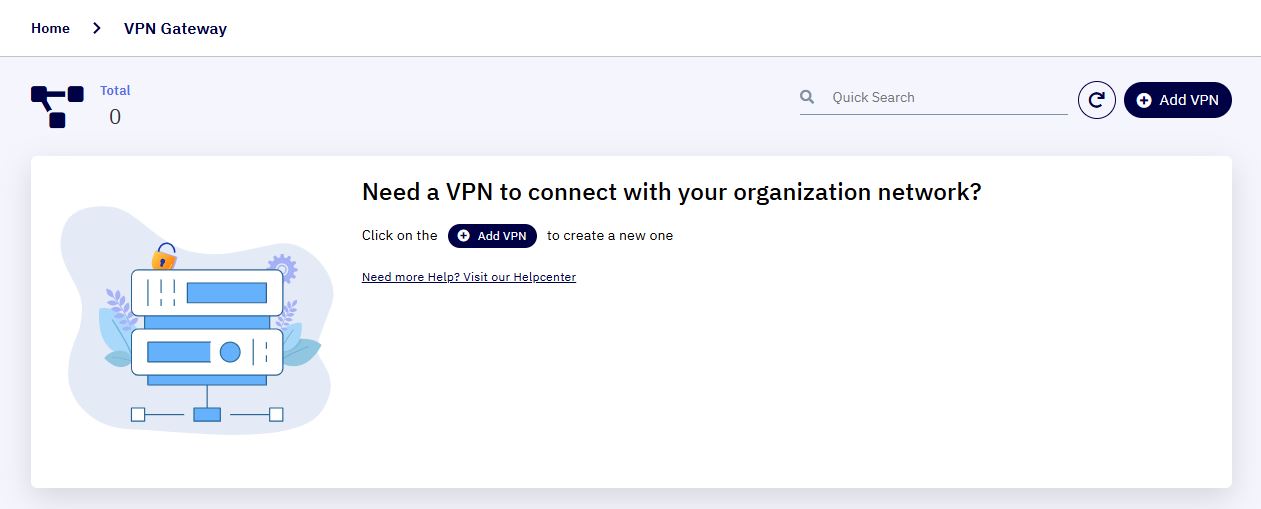 Home > VPN Gateway
Total
0
Quick Search
Add VPN
Need a VPN to connect with your organization network?
Click on the Add VPN to create a new one
Need more Help? Visit our Helpcenter